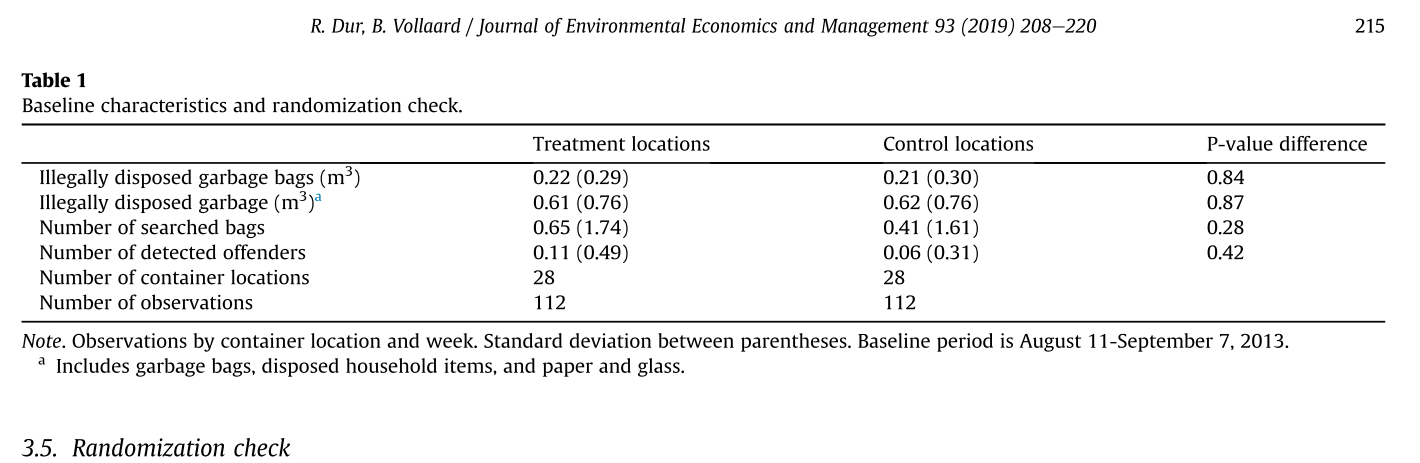 R. Dur, B. Vollaard / Journal of Environmental Economics and Management 93 (2019) 208–220 215
Table 1
Baseline characteristics and randomization check.
Treatment locations Control locations P-value difference
Illegally disposed garbage bags (m³) 0.22 (0.29) 0.21 (0.30) 0.84
Illegally disposed garbage (m³)ᵃ 0.61 (0.76) 0.62 (0.76) 0.87
Number of searched bags 0.65 (1.74) 0.41 (1.61) 0.28
Number of detected offenders 0.11 (0.49) 0.06 (0.31) 0.42
Number of container locations 28 28
Number of observations 112 112
Note. Observations by container location and week. Standard deviation between parentheses. Baseline period is August 11-September 7, 2013.
ᵃ Includes garbage bags, disposed household items, and paper and glass.
3.5. Randomization check